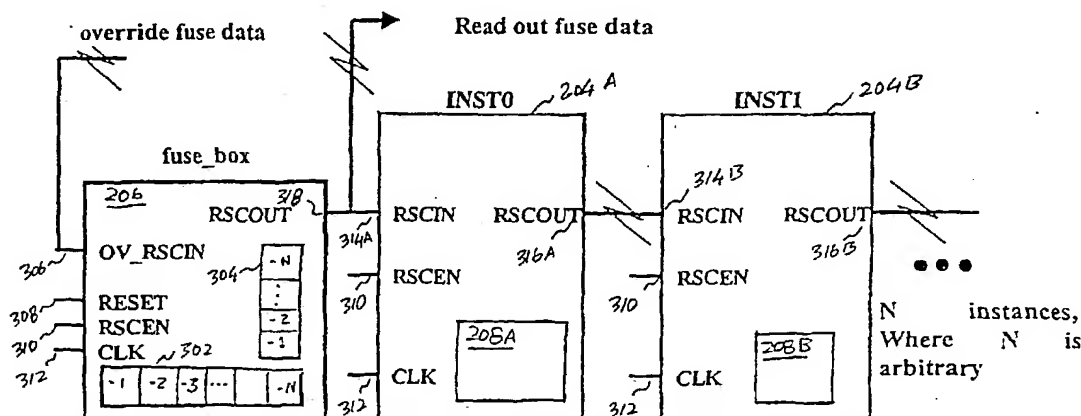 override fuse data
Read out fuse data
INST0
204A
INST1
204B
fuse_box
206
318
RSCOUT
314A
RSCIN
RSCOUT
316A
314B
RSCIN
RSCOUT
316B
306
OV_RSCIN
304
-N
⋮
-2
-1
310
RSCEN
310
RSCEN
308
RESET
310
RSCEN
312
CLK
302
-1 -2 -3 ... -N
208A
312
CLK
208B
312
CLK
•••
N instances,
Where N is
arbitrary